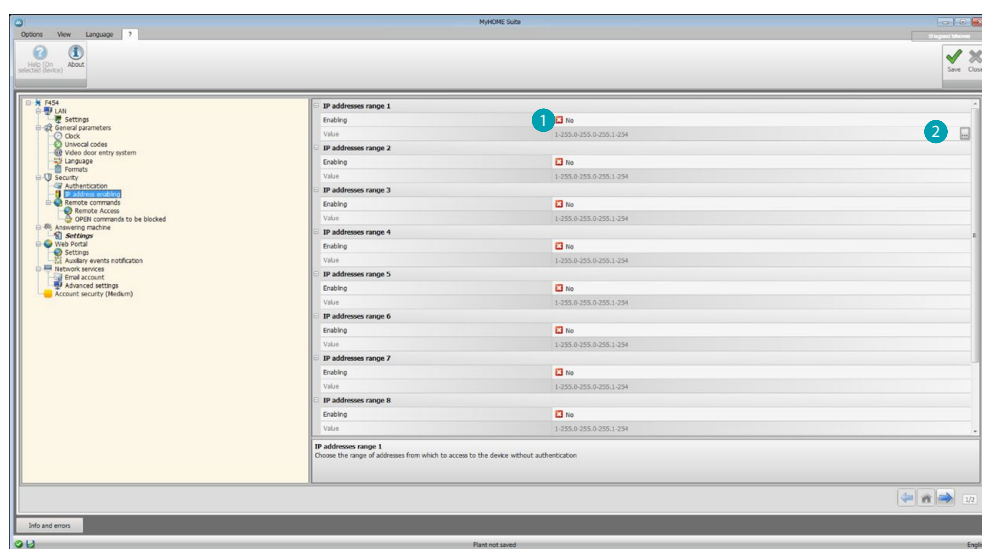 MyHOME Suite
Options View Language ?
Help [On selected device]
About
Save Close
F454
LAN
Settings
General parameters
Clock
Univocal codes
Video door entry system
Language
Formats
Security
Authentication
IP address enabling
Remote commands
Remote Access
OPEN commands to be blocked
Answering machine
Settings
Web Portal
Settings
Auxiliary events notification
Network services
Email account
Advanced settings
Account security (Medium)
IP addresses range 1
Enabling 1 No
Value 1-255.0-255.0-255.1-254 2 ...
IP addresses range 2
Enabling No
Value 1-255.0-255.0-255.1-254
IP addresses range 3
Enabling No
Value 1-255.0-255.0-255.1-254
IP addresses range 4
Enabling No
Value 1-255.0-255.0-255.1-254
IP addresses range 5
Enabling No
Value 1-255.0-255.0-255.1-254
IP addresses range 6
Enabling No
Value 1-255.0-255.0-255.1-254
IP addresses range 7
Enabling No
Value 1-255.0-255.0-255.1-254
IP addresses range 8
Enabling No
Value 1-255.0-255.0-255.1-254
IP addresses range 1
Choose the range of addresses from which to access to the device without authentication
1/2
Info and errors
Plant not saved